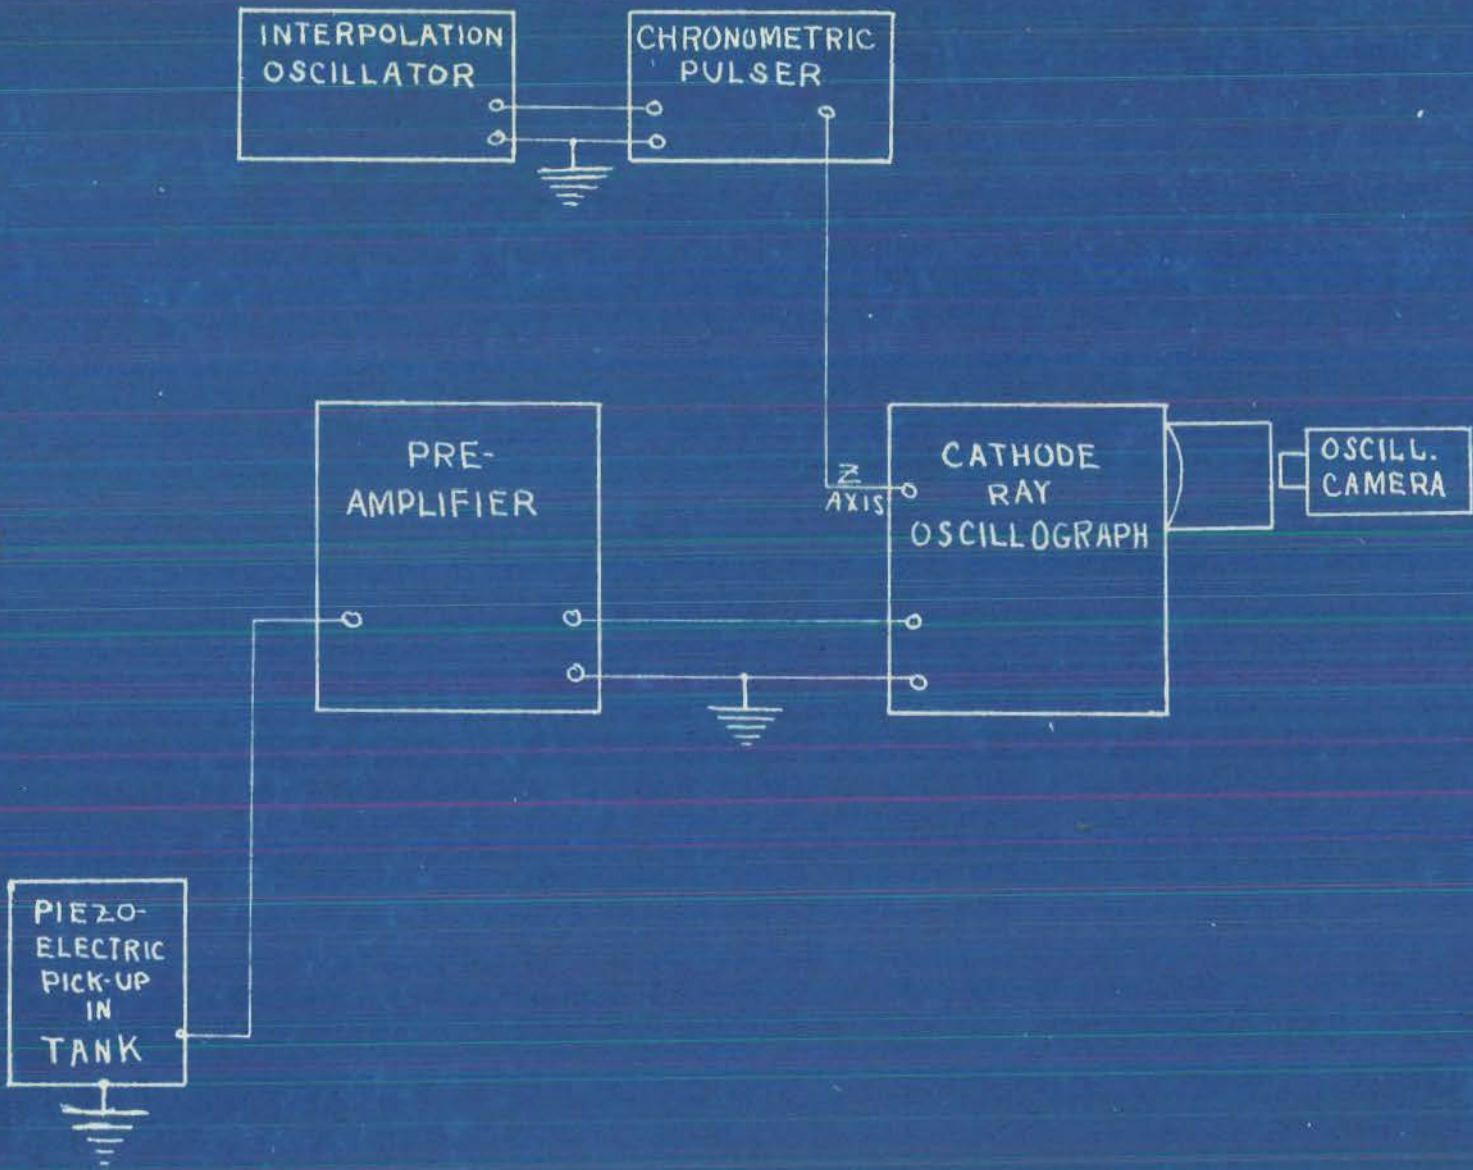 INTERPOLATION
OSCILLATOR
CHRONOMETRIC
PULSER
PRE-
AMPLIFIER
Z
AXIS
CATHODE
RAY
OSCILLOGRAPH
OSCILL.
CAMERA
PIEZO-
ELECTRIC
PICK-UP
IN
TANK